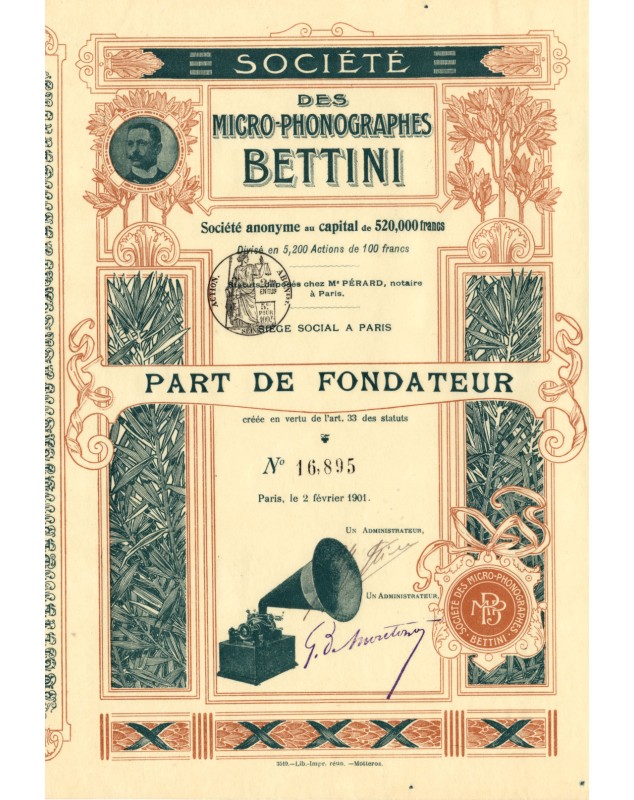 SOCIÉTÉ
DES
MICRO-PHONOGRAPHES
BETTINI
Société anonyme au capital de 520,000 francs
Divisé en 5,200 Actions de 100 francs
Statuts déposés chez Me PÉRARD, notaire
à Paris.
SIÈGE SOCIAL A PARIS
PART DE FONDATEUR
créée en vertu de l'art. 33 des statuts
No 16,895
Paris, le 2 février 1901.
UN ADMINISTRATEUR,
UN ADMINISTRATEUR,
SOCIÉTÉ DES MICRO-PHONOGRAPHES
BETTINI